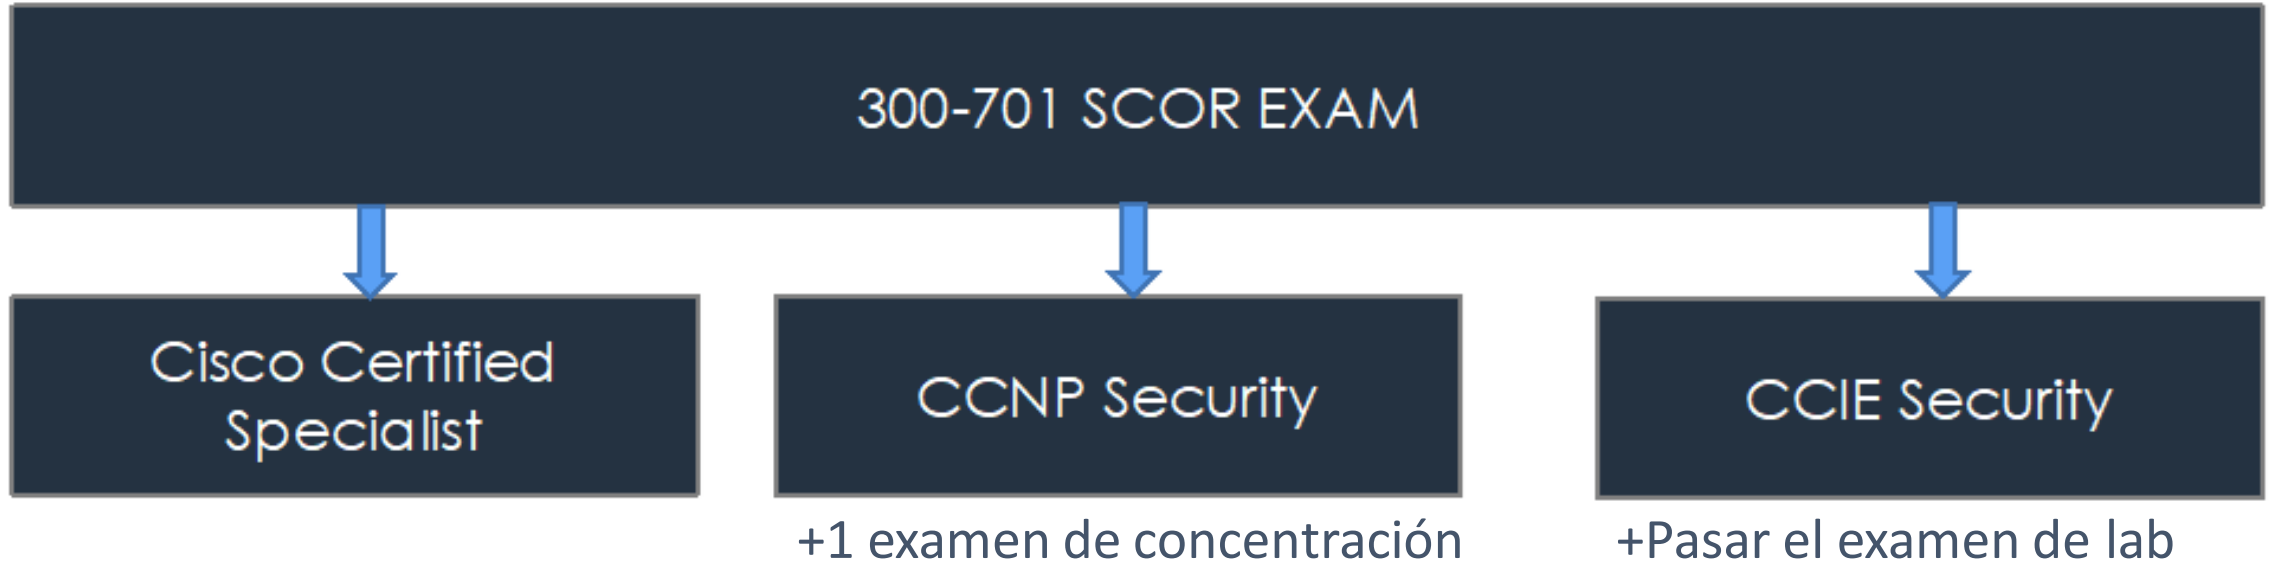 300-701 SCOR EXAM
Cisco Certified
Specialist
CCNP Security
CCIE Security
+1 examen de concentración
+Pasar el examen de lab